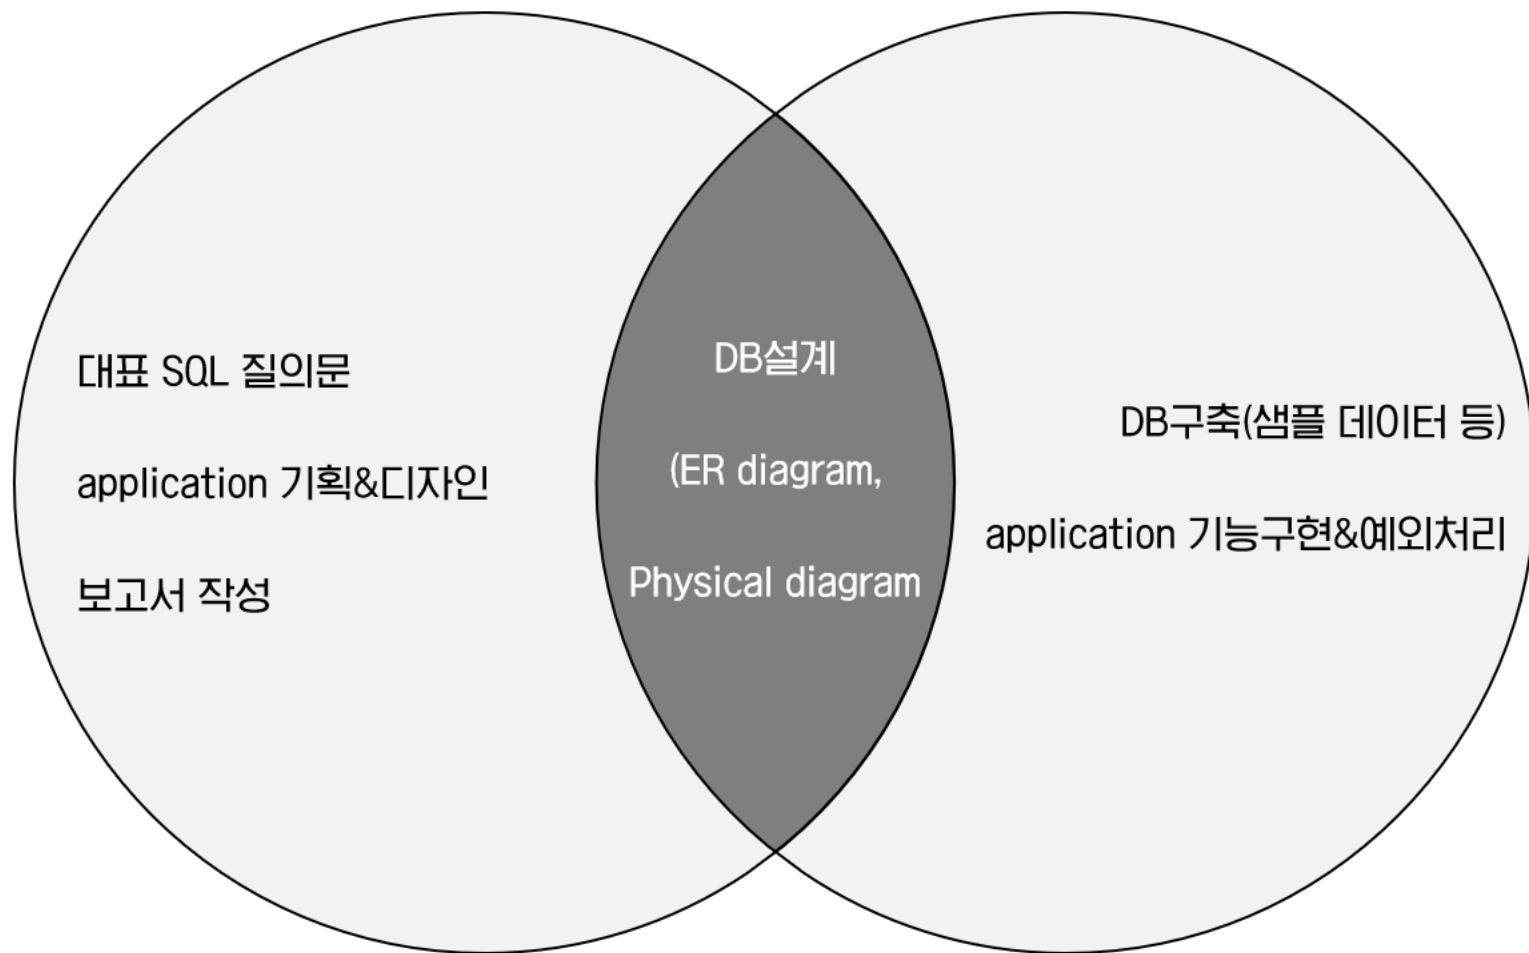 대표 SQL 질의문
application 기획&디자인
보고서 작성
DB설계
(ER diagram,
Physical diagram
DB구축(샘플 데이터 등)
application 기능구현&예외처리